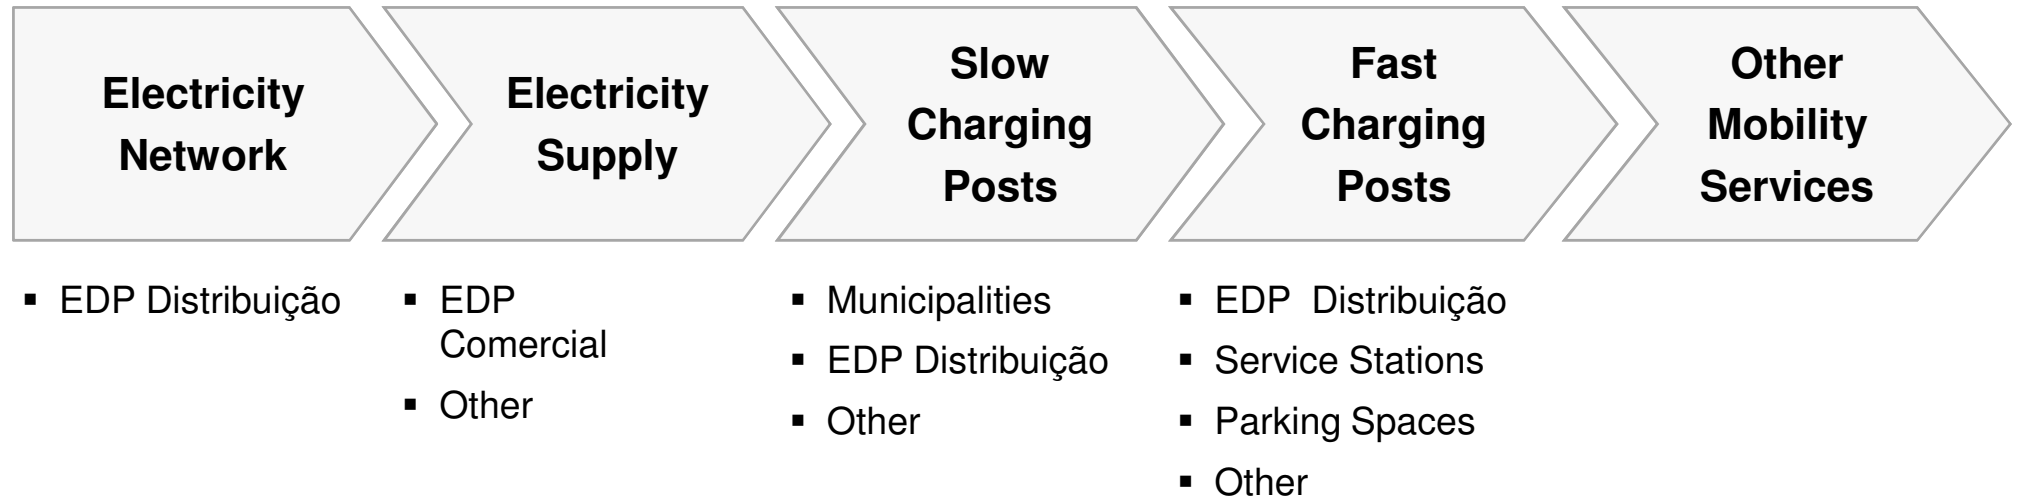 Electricity
Network
Electricity
Supply
Slow
Charging
Posts
Fast
Charging
Posts
Other
Mobility
Services
▪ EDP Distribuição
▪ EDP
Comercial
▪ Other
▪ Municipalities
▪ EDP Distribuição
▪ Other
▪ EDP Distribuição
▪ Service Stations
▪ Parking Spaces
▪ Other